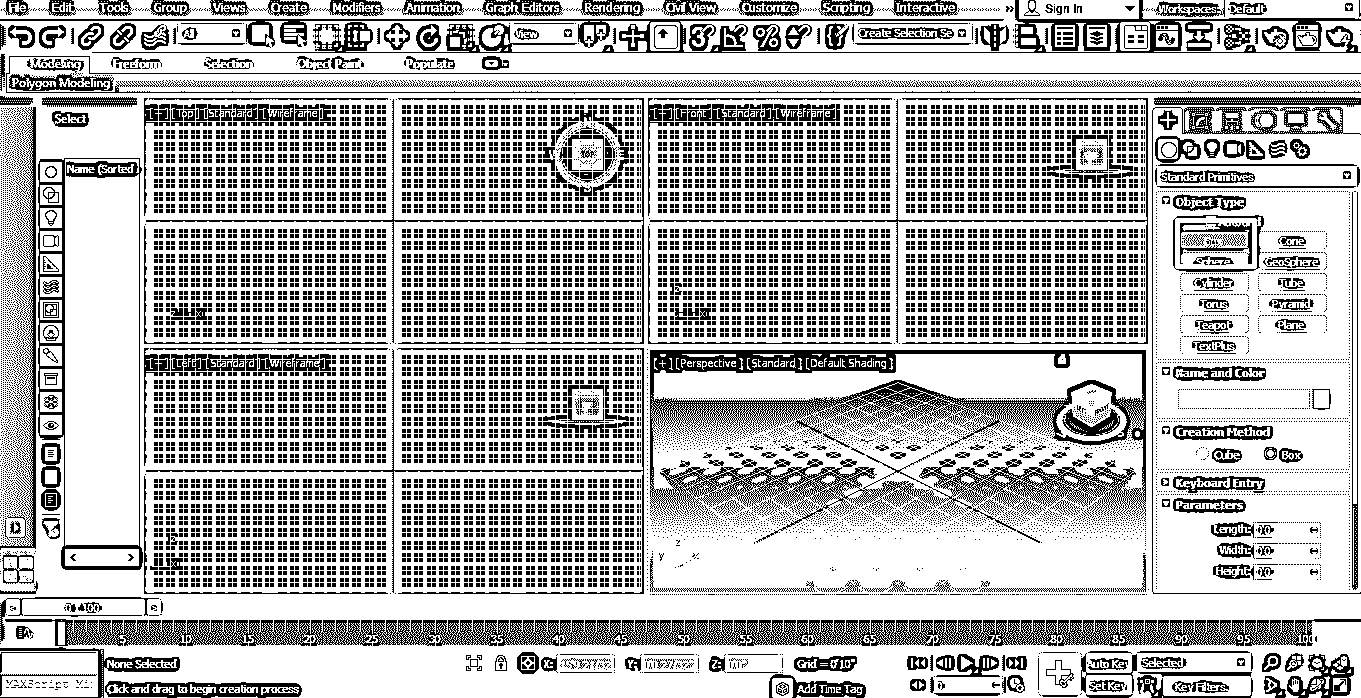 File Edit Tools Group Views Create Modifiers Animation Graph Editors Rendering Civil View Customize Scripting Interactive Sign In Workspaces: Default
All View Create Selection Se
Modeling Freeform Selection Object Paint Populate
Polygon Modeling
Select
Name (Sorted
[+] [Top] [Standard] [Wireframe]
TOP
[+] [Front] [Standard] [Wireframe]
[+] [Left] [Standard] [Wireframe]
[+] [Perspective] [Standard] [Default Shading]
z
y x
Standard Primitives
Object Type
Box Cone
Sphere GeoSphere
Cylinder Tube
Torus Pyramid
Teapot Plane
TextPlus
Name and Color
Creation Method
Cube Box
Keyboard Entry
Parameters
Length: 0'0"
Width: 0'0"
Height: 0'0"
0 / 100
5 10 15 20 25 30 35 40 45 50 55 60 65 70 75 80 85 90 95 100
None Selected X: Y: Z: Grid = 0'10" Auto Key Selected
MAXScript Mi Click and drag to begin creation process Add Time Tag 0 Set Key Key Filters...